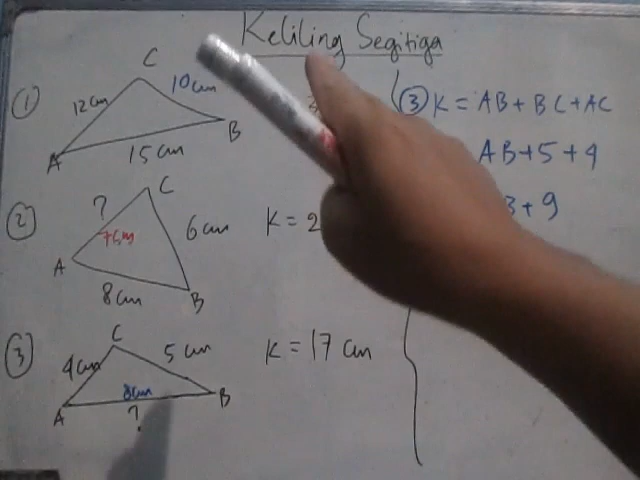 Keliling Segitiga
①
C
12 cm
10 cm
A
B
15 cm
②
C
?
7 cm
6 cm
A
8 cm
B
K = 2
③
C
4 cm
5 cm
K = 17 cm
A
8 cm
B
?
③ K = AB + BC + AC
AB + 5 + 4
+ 9